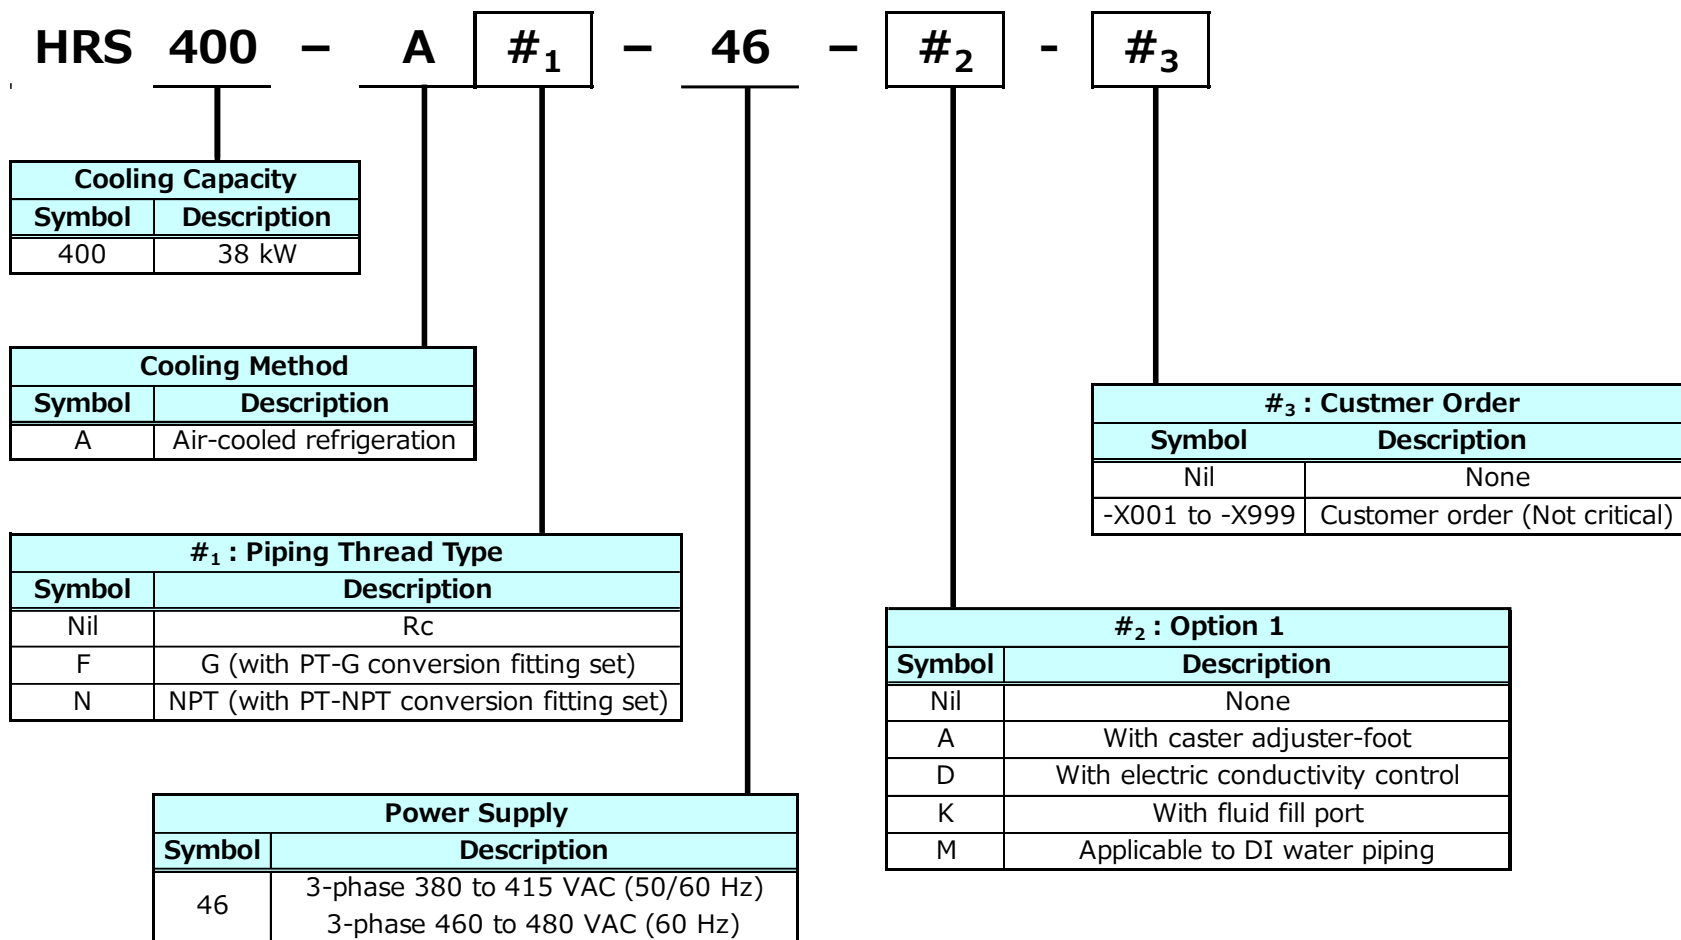 HRS 400 – A #1 – 46 – #2 - #3
Cooling Capacity
Symbol Description
400 38 kW
Cooling Method
Symbol Description
A Air-cooled refrigeration
#3 : Custmer Order
Symbol Description
Nil None
-X001 to -X999 Customer order (Not critical)
#1 : Piping Thread Type
Symbol Description
Nil Rc
F G (with PT-G conversion fitting set)
N NPT (with PT-NPT conversion fitting set)
#2 : Option 1
Symbol Description
Nil None
A With caster adjuster-foot
D With electric conductivity control
K With fluid fill port
M Applicable to DI water piping
Power Supply
Symbol Description
46 3-phase 380 to 415 VAC (50/60 Hz)
3-phase 460 to 480 VAC (60 Hz)